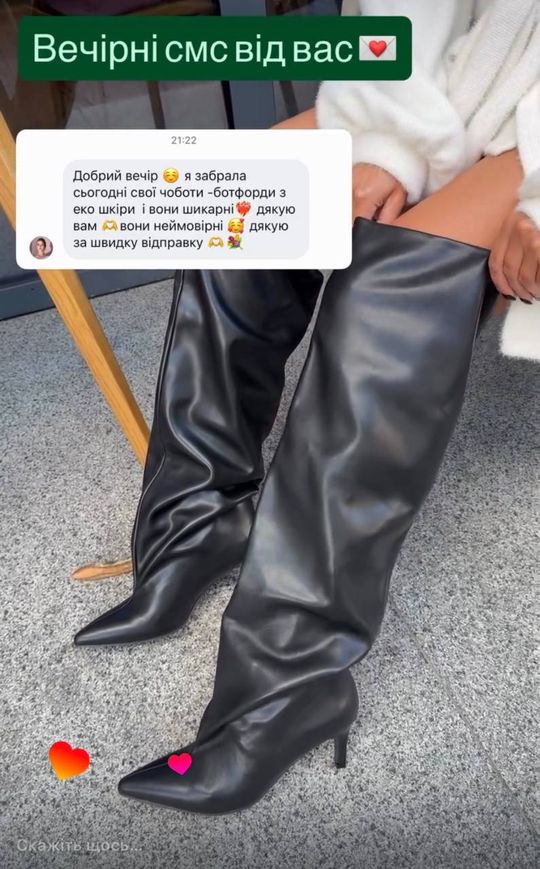 Вечірні смс від вас 💌
21:22
Добрий вечір ☺️ я забрала
сьогодні свої чоботи -ботфорди з
еко шкіри  і вони шикарні❤️‍🔥 дякую
вам 🫶вони неймовірні 🥰 дякую
за швидку відправку 🫶💐
Скажіть щось...